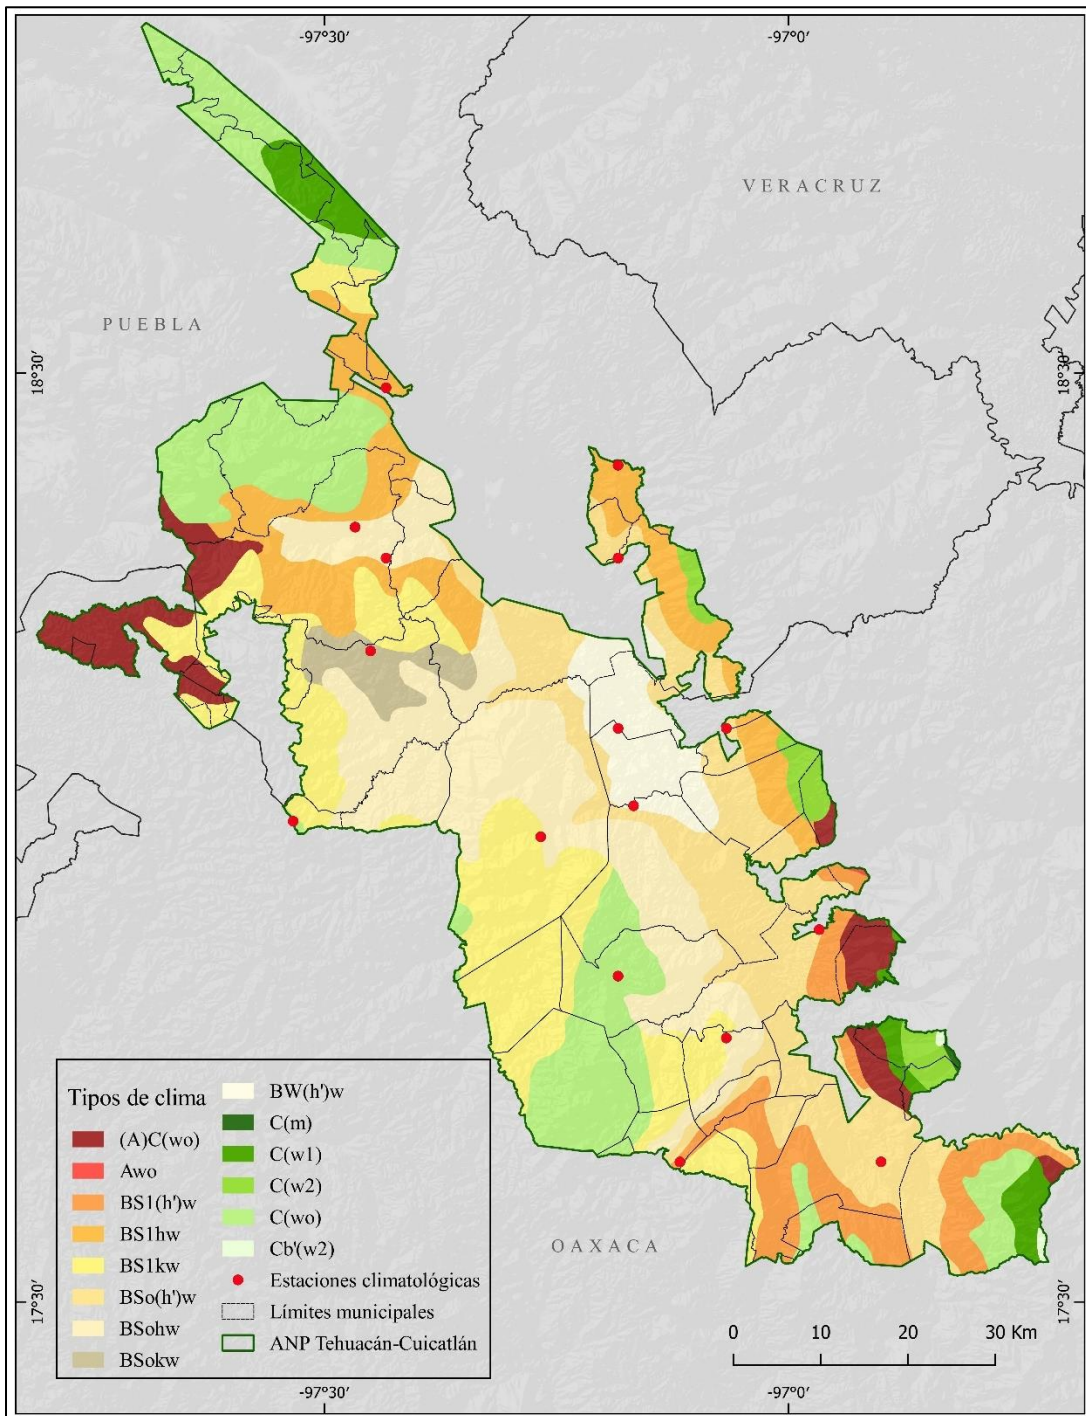 -97°30'
-97°0'
VERACRUZ
PUEBLA
18°30'
18°30'
Tipos de clima
(A)C(wo)
Awo
BS1(h')w
BS1hw
BS1kw
BSo(h')w
BSohw
BSokw
BW(h')w
C(m)
C(w1)
C(w2)
C(wo)
Cb'(w2)
Estaciones climatológicas
Límites municipales
ANP Tehuacán-Cuicatlán
OAXACA
17°30'
17°30'
0 10 20 30 Km
-97°30'
-97°0'